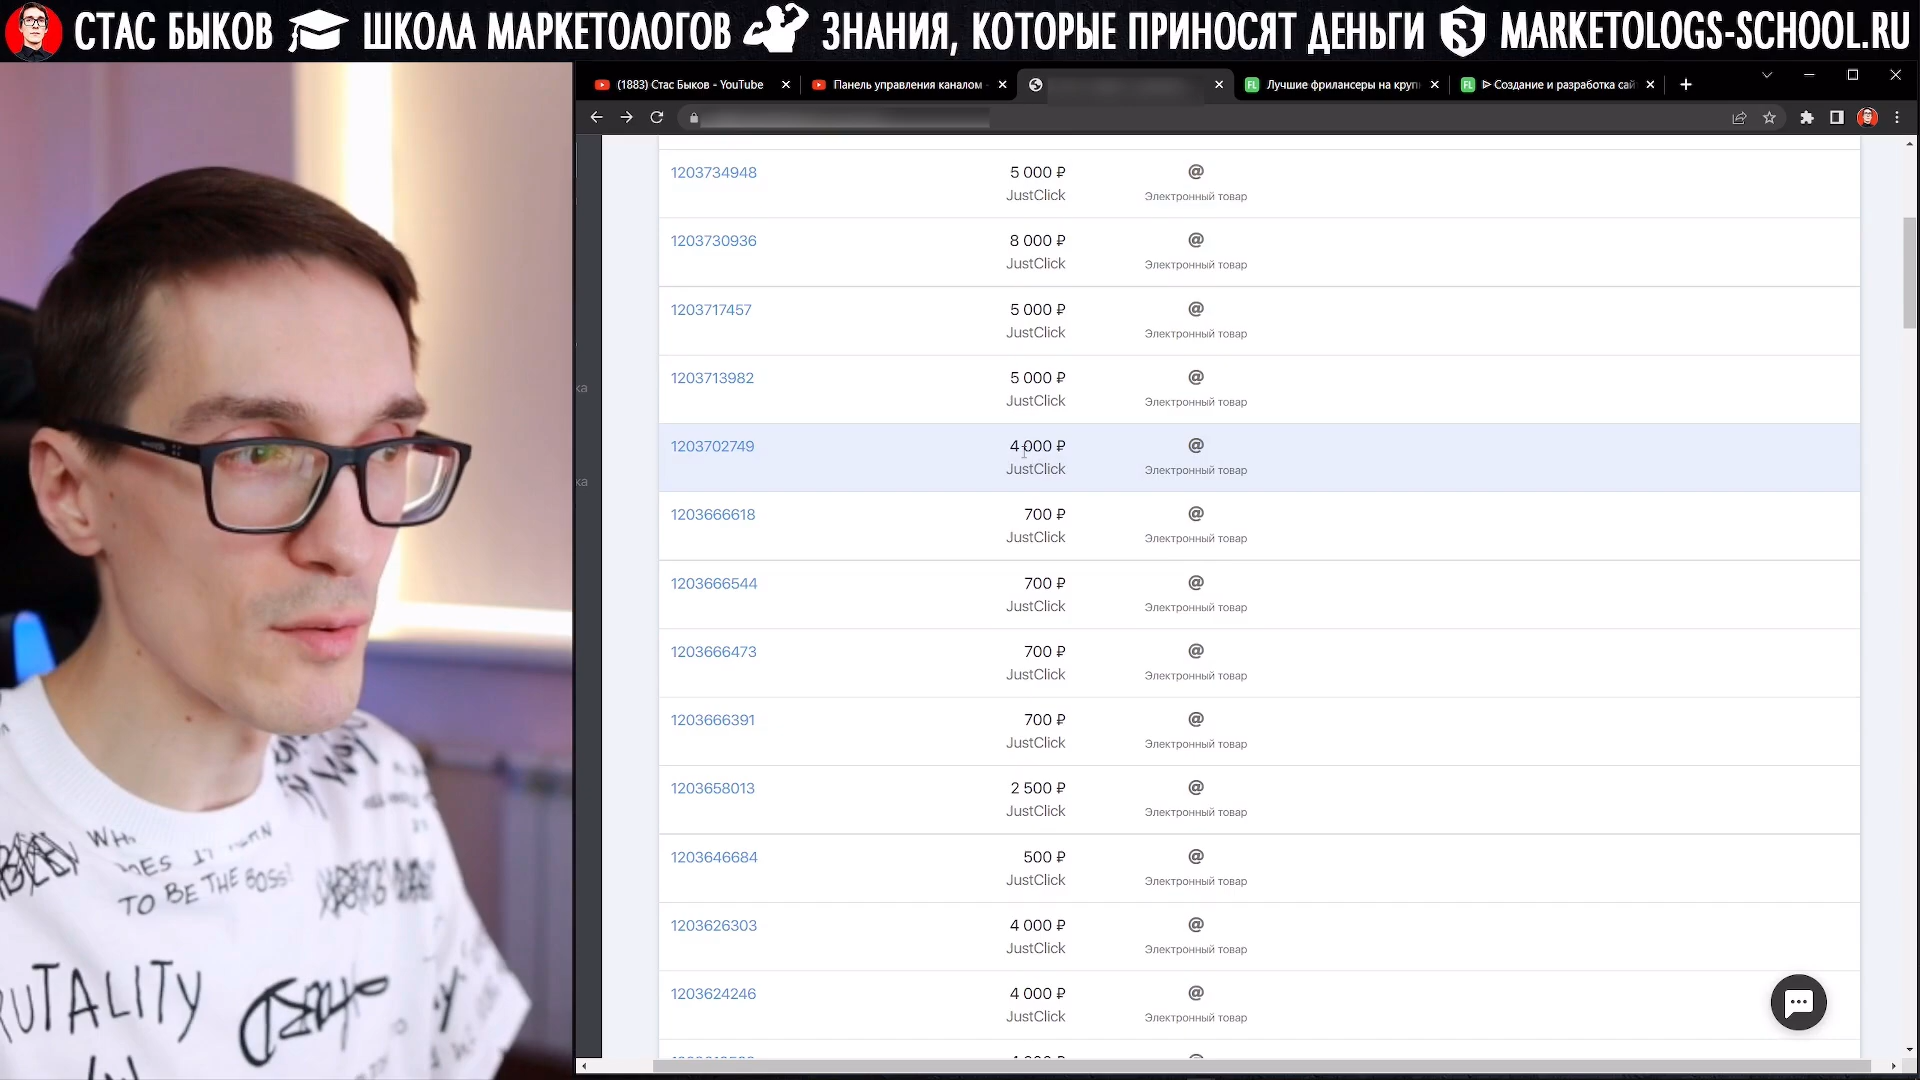 СТАС БЫКОВ ШКОЛА МАРКЕТОЛОГОВ ЗНАНИЯ, КОТОРЫЕ ПРИНОСЯТ ДЕНЬГИ MARKETOLOGS-SCHOOL.RU
(1883) Стас Быков - YouTube
Панель управления каналом -
FL Лучшие фрилансеры на круп
FL Создание и разработка сай
ка
ка
1203734948 5 000 ₽ @
JustClick Электронный товар
1203730936 8 000 ₽ @
JustClick Электронный товар
1203717457 5 000 ₽ @
JustClick Электронный товар
1203713982 5 000 ₽ @
JustClick Электронный товар
1203702749 4 000 ₽ @
JustClick Электронный товар
1203666618 700 ₽ @
JustClick Электронный товар
1203666544 700 ₽ @
JustClick Электронный товар
1203666473 700 ₽ @
JustClick Электронный товар
1203666391 700 ₽ @
JustClick Электронный товар
1203658013 2 500 ₽ @
JustClick Электронный товар
1203646684 500 ₽ @
JustClick Электронный товар
1203626303 4 000 ₽ @
JustClick Электронный товар
1203624246 4 000 ₽ @
JustClick Электронный товар
TO BE THE BOSS?
RUTALITY